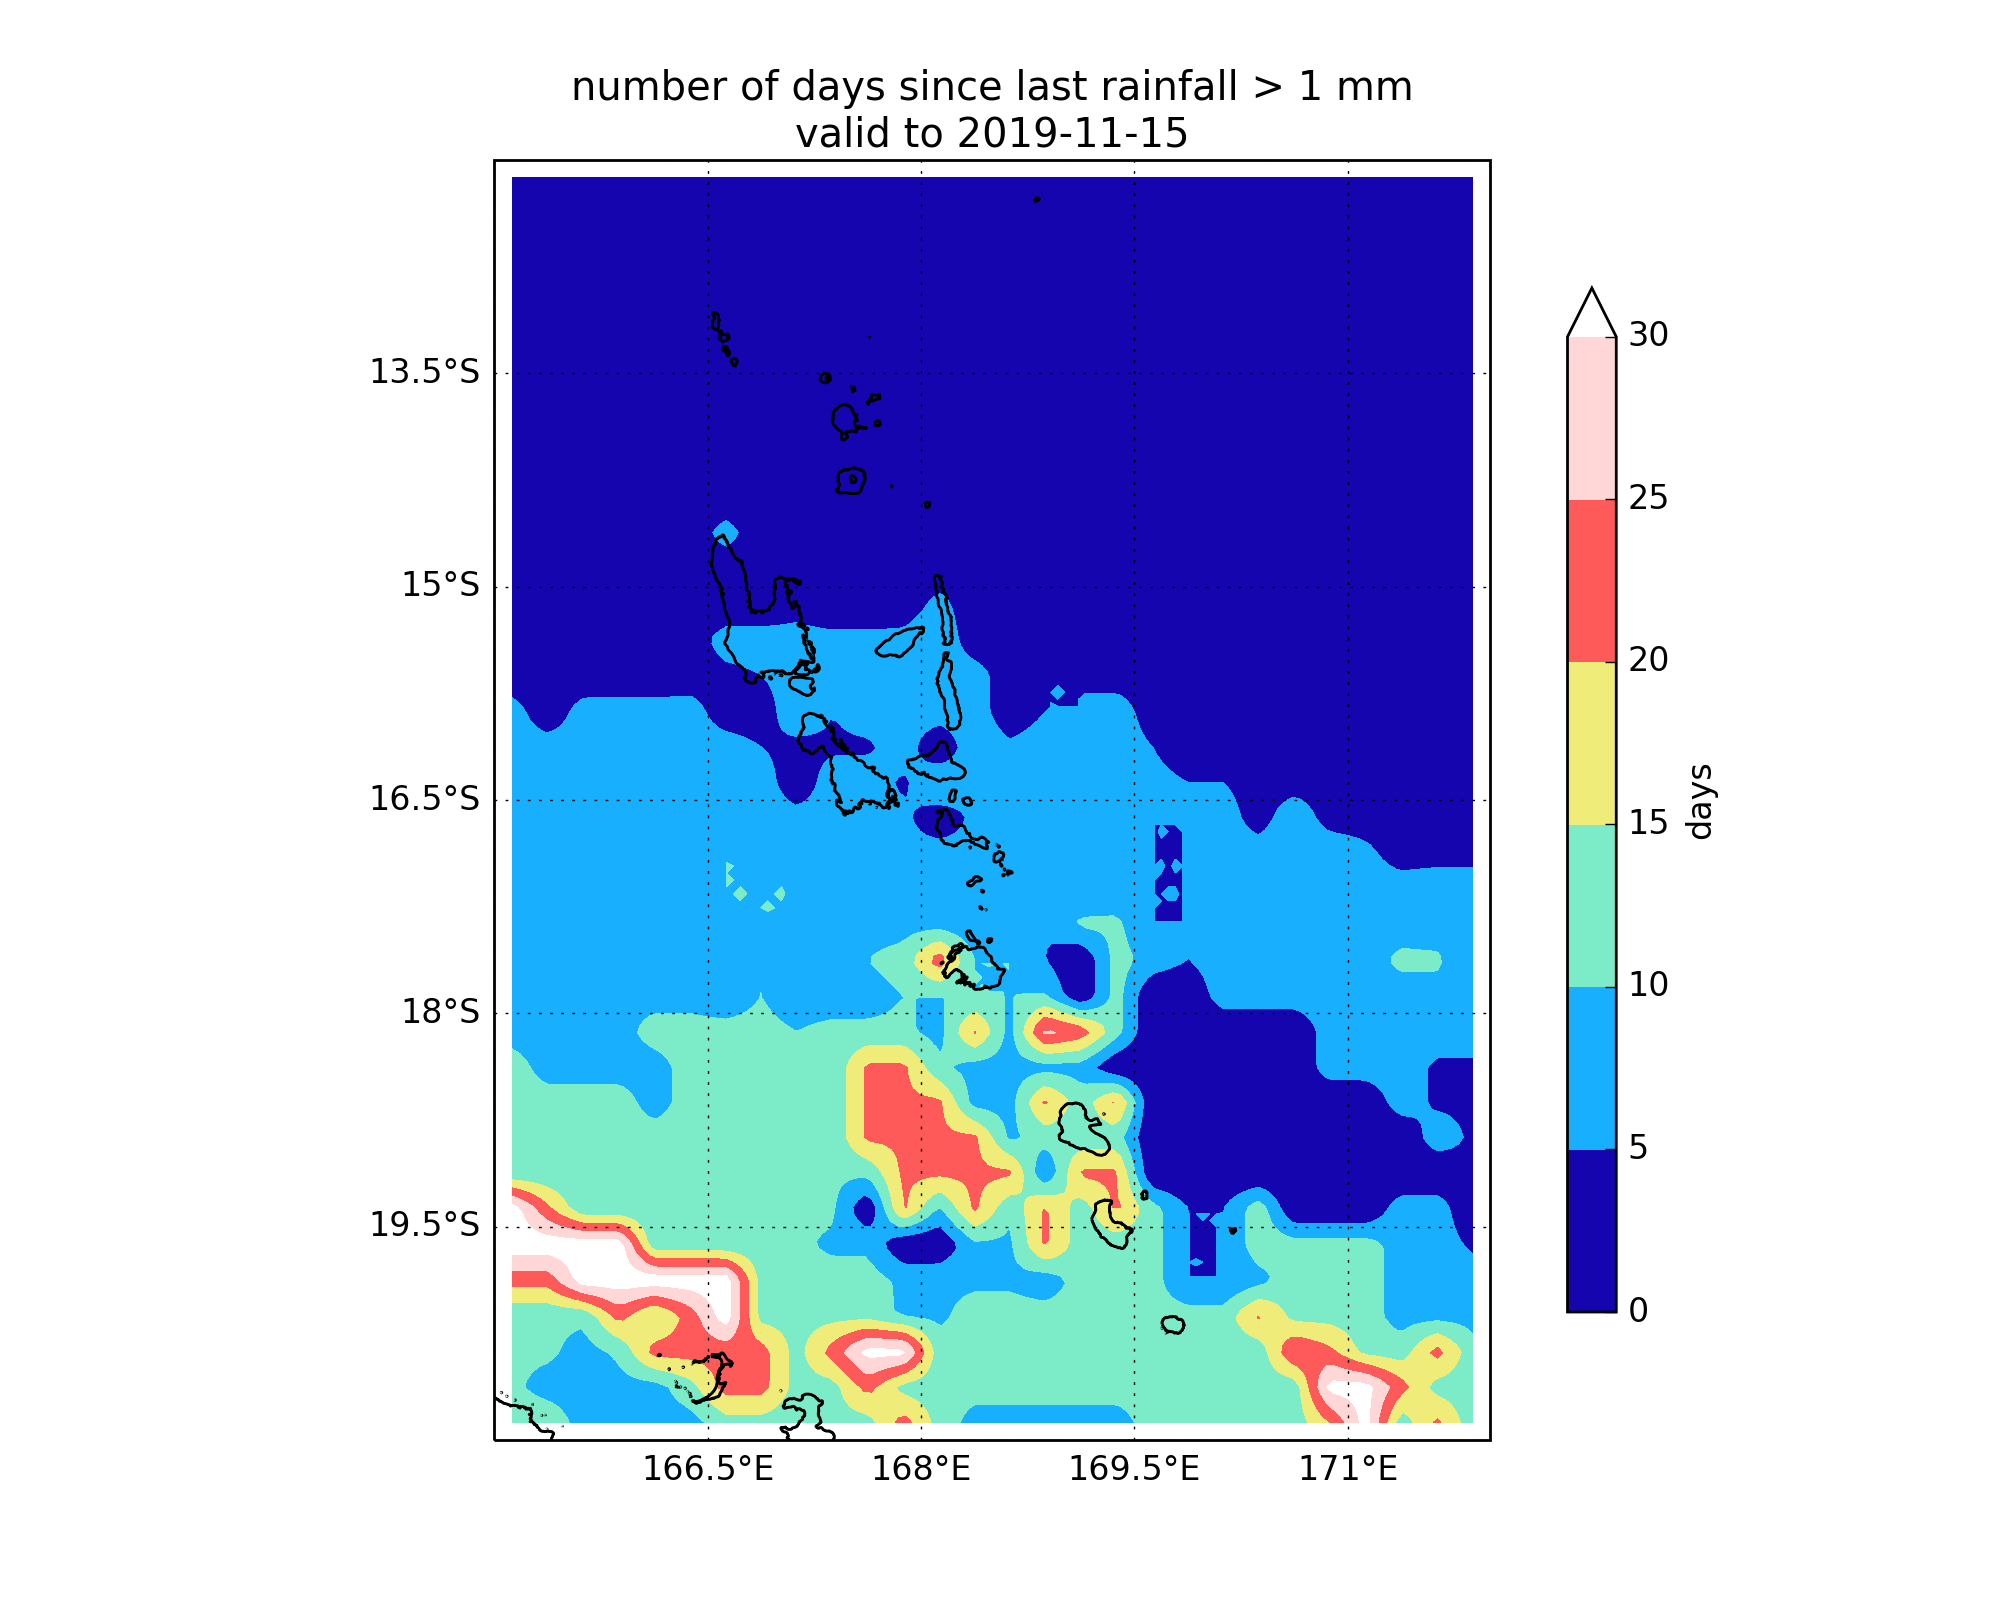 number of days since last rainfall > 1 mm
valid to 2019-11-15
13.5°S
15°S
16.5°S
18°S
19.5°S
166.5°E
168°E
169.5°E
171°E
30
25
20
15
10
5
0
days